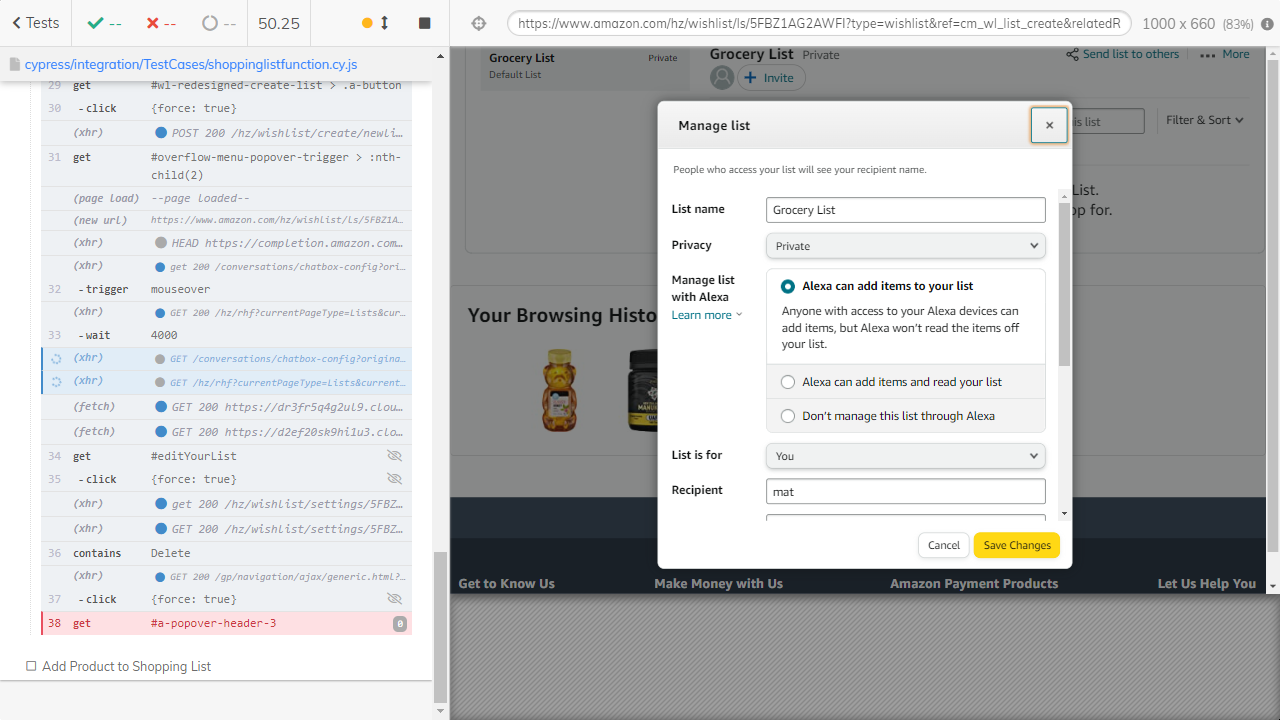 Tests
--
--
--
50.25
https://www.amazon.com/hz/wishlist/ls/5FBZ1AG2AWFI?type=wishlist&ref=cm_wl_list_create&relatedR
1000 x 660 (83%)
cypress/integration/TestCases/shoppinglistfunction.cy.js
29 get #wl-redesigned-create-list > .a-button
30 -click {force: true}
(xhr) POST 200 /hz/wishlist/create/newli...
31 get #overflow-menu-popover-trigger > :nth-
child(2)
(page load) --page loaded--
(new url) https://www.amazon.com/hz/wishlist/ls/5FBZ1A...
(xhr) HEAD https://completion.amazon.com...
(xhr) get 200 /conversations/chatbox-config?ori...
32 -trigger mouseover
(xhr) GET 200 /hz/rhf?currentPageType=Lists&cur...
33 -wait 4000
(xhr) GET /conversations/chatbox-config?origina...
(xhr) GET /hz/rhf?currentPageType=Lists&current...
(fetch) GET 200 https://dr3fr5q4g2ul9.clou...
(fetch) GET 200 https://d2ef20sk9hi1u3.clo...
34 get #editYourList
35 -click {force: true}
(xhr) get 200 /hz/wishlist/settings/5FBZ...
(xhr) GET 200 /hz/wishlist/settings/5FBZ...
36 contains Delete
(xhr) GET 200 /gp/navigation/ajax/generic.html?...
37 -click {force: true}
38 get #a-popover-header-3 0
Add Product to Shopping List
Grocery List Private
Default List
Grocery List Private
Invite
Send list to others
... More
this list
Filter & Sort
List.
op for.
Your Browsing Histo
MANUK
Manage list
×
People who access your list will see your recipient name.
List name Grocery List
Privacy Private
Manage list
with Alexa
Learn more
Alexa can add items to your list
Anyone with access to your Alexa devices can
add items, but Alexa won't read the items off
your list.
Alexa can add items and read your list
Don't manage this list through Alexa
List is for You
Recipient mat
Cancel Save Changes
Get to Know Us Make Money with Us Amazon Payment Products Let Us Help You